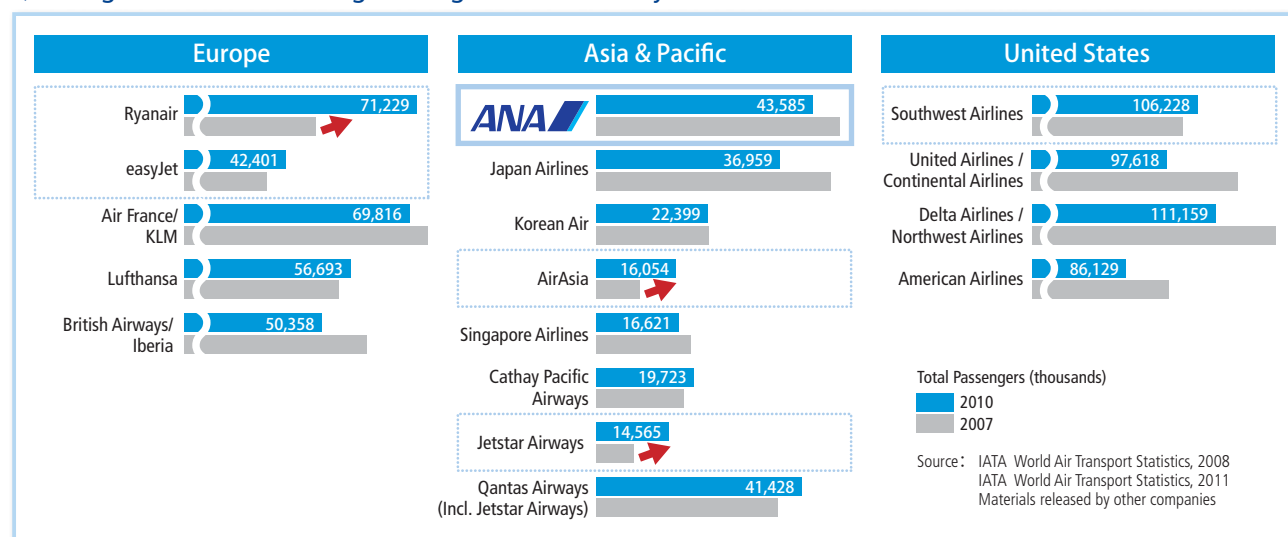 Europe
Ryanair
71,229
easyJet
42,401
Air France/
KLM
69,816
Lufthansa
56,693
British Airways/
Iberia
50,358
Asia & Pacific
ANA
43,585
Japan Airlines
36,959
Korean Air
22,399
AirAsia
16,054
Singapore Airlines
16,621
Cathay Pacific
Airways
19,723
Jetstar Airways
14,565
Qantas Airways
(Incl. Jetstar Airways)
41,428
United States
Southwest Airlines
106,228
United Airlines /
Continental Airlines
97,618
Delta Airlines /
Northwest Airlines
111,159
American Airlines
86,129
Total Passengers (thousands)
2010
2007
Source: IATA World Air Transport Statistics, 2008
IATA World Air Transport Statistics, 2011
Materials released by other companies